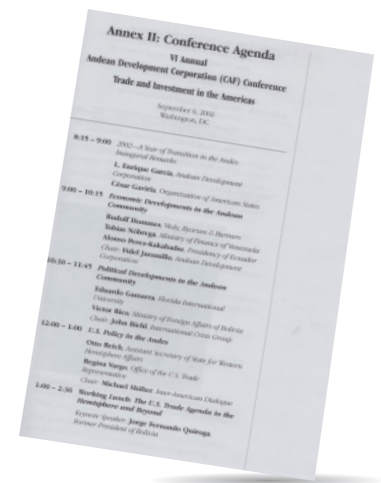 Annex II: Conference Agenda
VI Annual
Andean Development Corporation (CAF) Conference
Trade and Investment in the Americas
September 6, 2002
Washington, DC
8:15 – 9:00 2002—A Year of Transition in the Andes
Inaugural Remarks
L. Enrique García, Andean Development
Corporation
César Gaviria, Organization of American States
9:00 – 10:15 Economic Developments in the Andean
Community
Rudolf Hommes, Violy, Byorum & Partners
Tobías Nóbrega, Ministry of Finance of Venezuela
Alonso Perez-Kakabadse, Presidency of Ecuador
Chair: Fidel Jaramillo, Andean Development
Corporation
10:30 – 11:45 Political Developments in the Andean
Community
Eduardo Gamarra, Florida International
University
Victor Rico, Ministry of Foreign Affairs of Bolivia
Chair: John Biehl, International Crisis Group
12:00 – 1:00 U.S. Policy in the Andes
Otto Reich, Assistant Secretary of State for Western
Hemisphere Affairs
Regina Vargo, Office of the U.S. Trade
Representative
Chair: Michael Shifter, Inter-American Dialogue
1:00 – 2:30 Working Lunch: The U.S. Trade Agenda in the
Hemisphere and Beyond
Keynote Speaker: Jorge Fernando Quiroga,
Former President of Bolivia